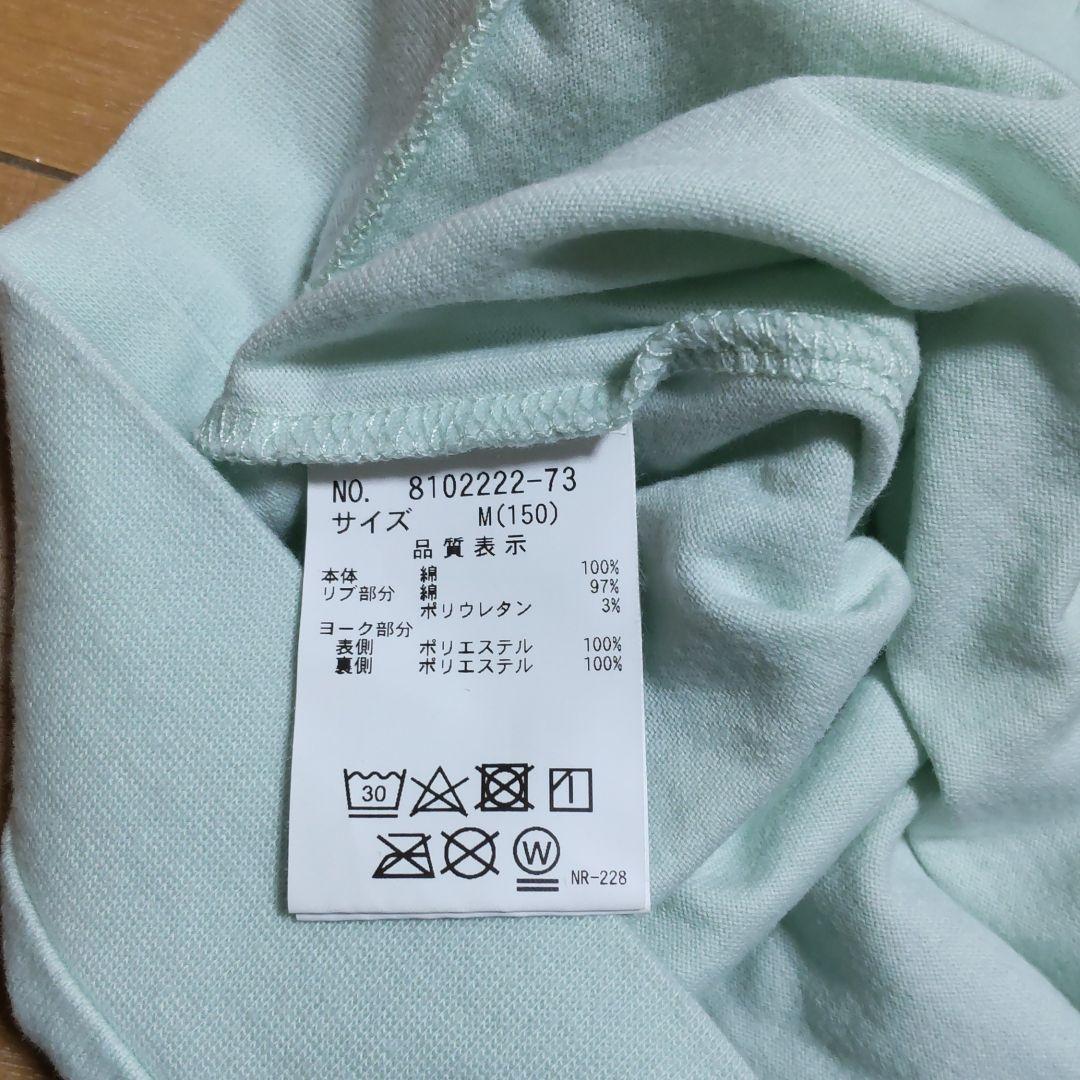 NO. 8102222-73
サイズ M(150)
品質表示
本体 綿 100%
リブ部分 綿 97%
ポリウレタン 3%
ヨーク部分
表側 ポリエステル 100%
裏側 ポリエステル 100%
30
W NR-228